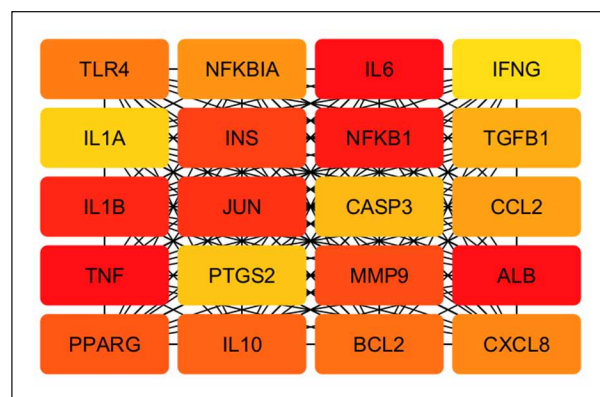 TLR4 NFKBIA IL6 IFNG
IL1A INS NFKB1 TGFB1
IL1B JUN CASP3 CCL2
TNF PTGS2 MMP9 ALB
PPARG IL10 BCL2 CXCL8